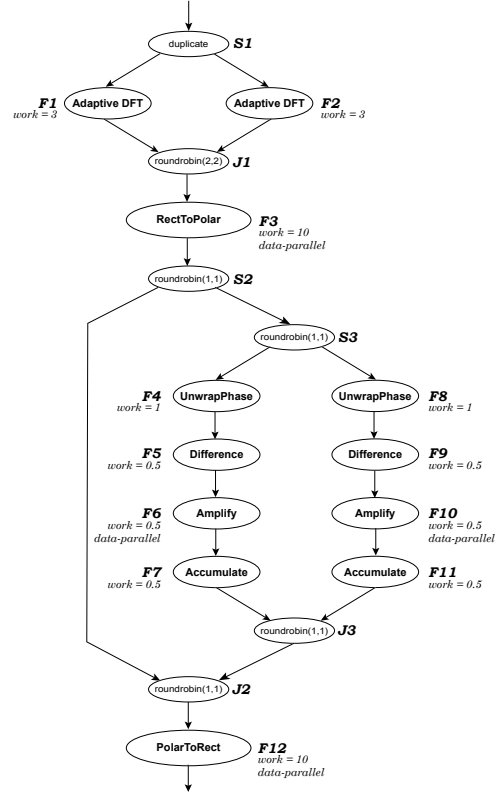 duplicate S1
F1 Adaptive DFT Adaptive DFT F2
work = 3 work = 3
roundrobin(2,2) J1
RectToPolar F3
work = 10
data-parallel
roundrobin(1,1) S2
roundrobin(1,1) S3
F4 UnwrapPhase UnwrapPhase F8
work = 1 work = 1
F5 Difference Difference F9
work = 0.5 work = 0.5
F6 Amplify Amplify F10
work = 0.5 work = 0.5
data-parallel data-parallel
F7 Accumulate Accumulate F11
work = 0.5 work = 0.5
roundrobin(1,1) J3
roundrobin(1,1) J2
PolarToRect F12
work = 10
data-parallel